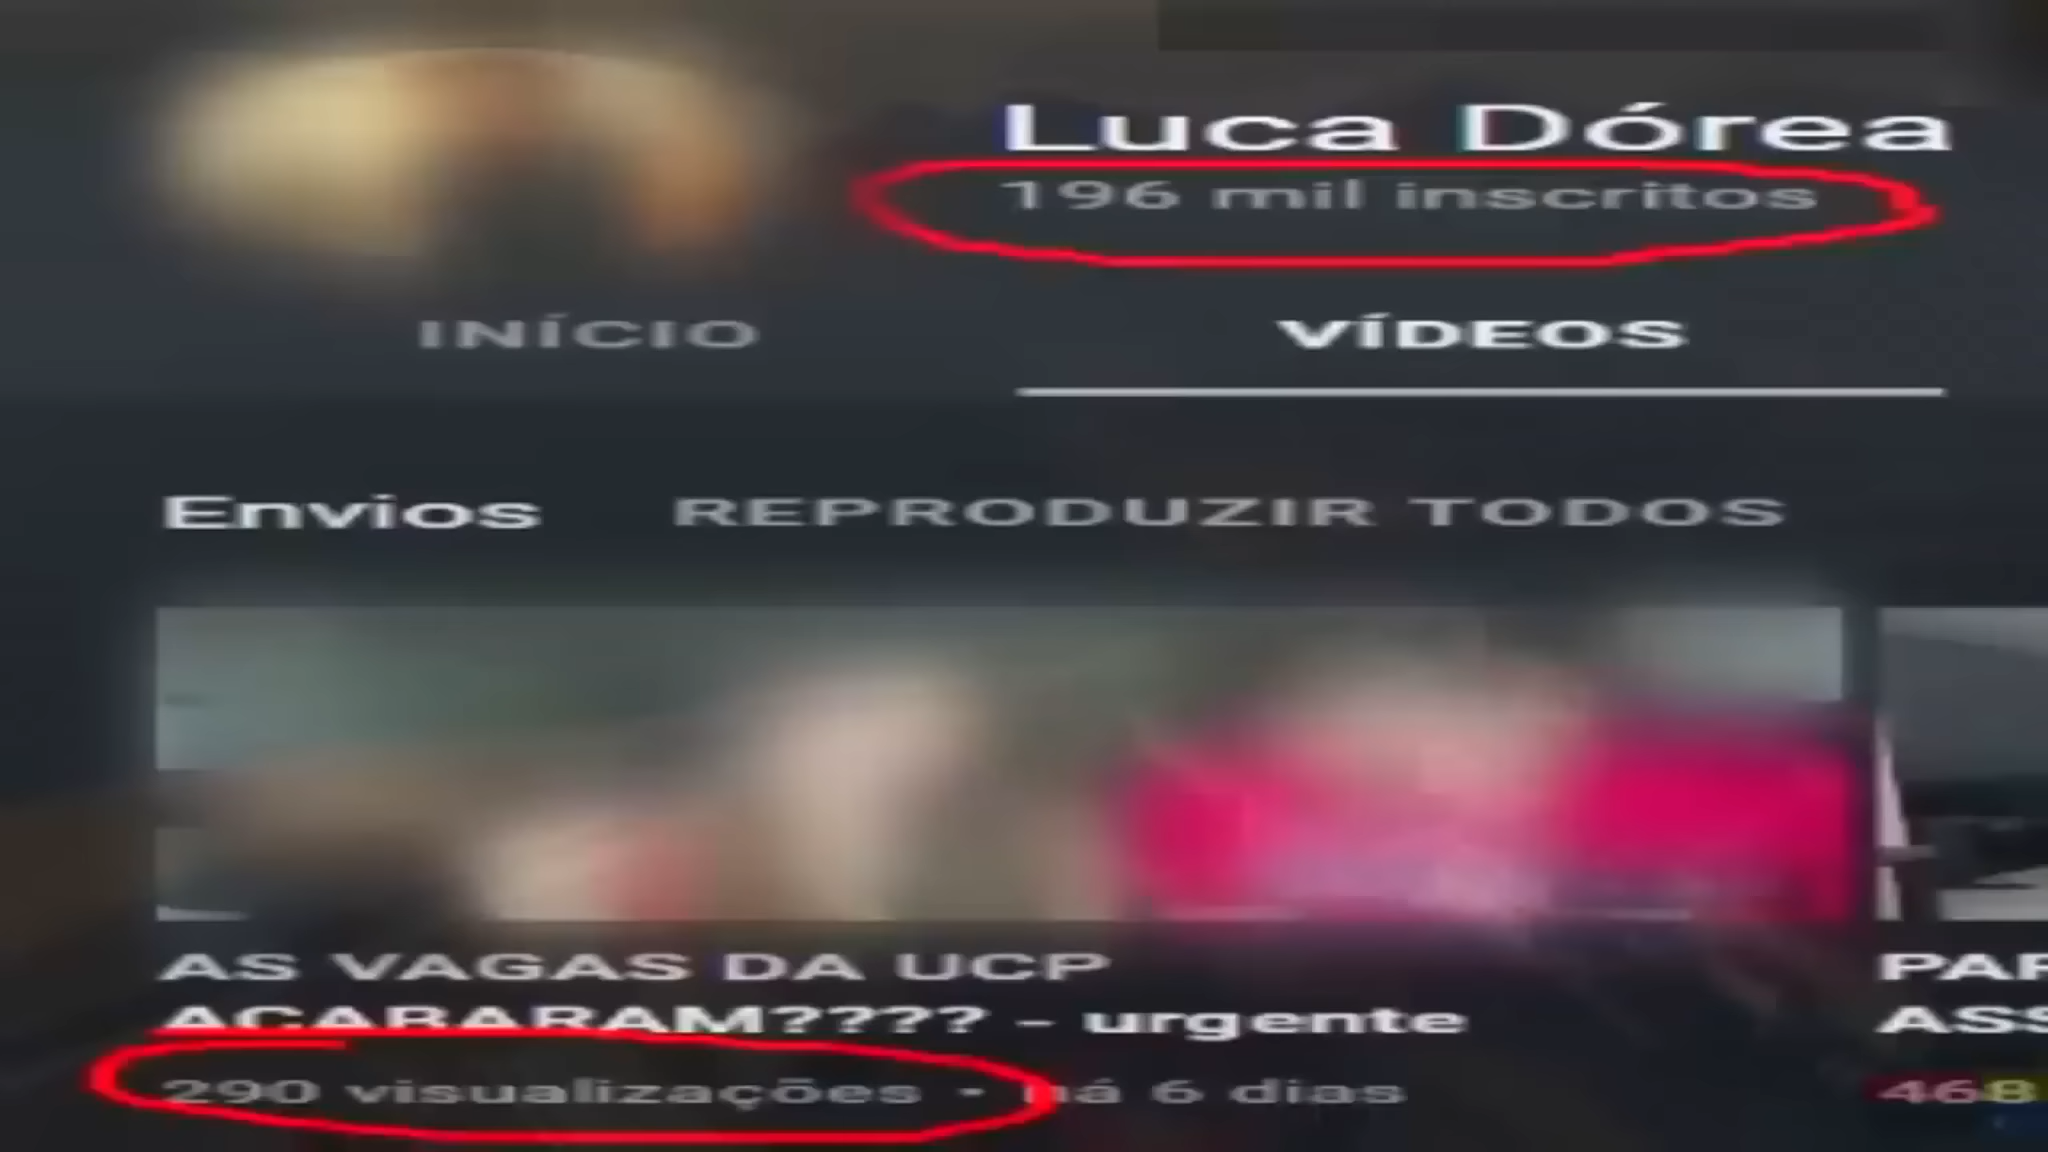 Luca Dórea
196 mil inscritos
INÍCIO
VÍDEOS
Envios
REPRODUZIR TODOS
AS VAGAS DA UCP
ACABARAM???? - urgente
290 visualizações • há 6 dias
468